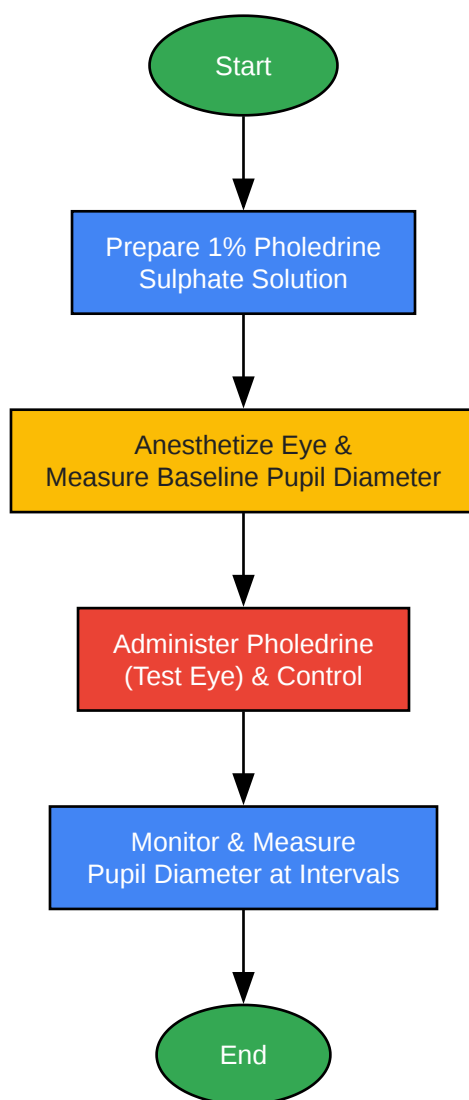 Start
Prepare 1% Pholedrine
Sulphate Solution
Anesthetize Eye &
Measure Baseline Pupil Diameter
Administer Pholedrine
(Test Eye) & Control
Monitor & Measure
Pupil Diameter at Intervals
End